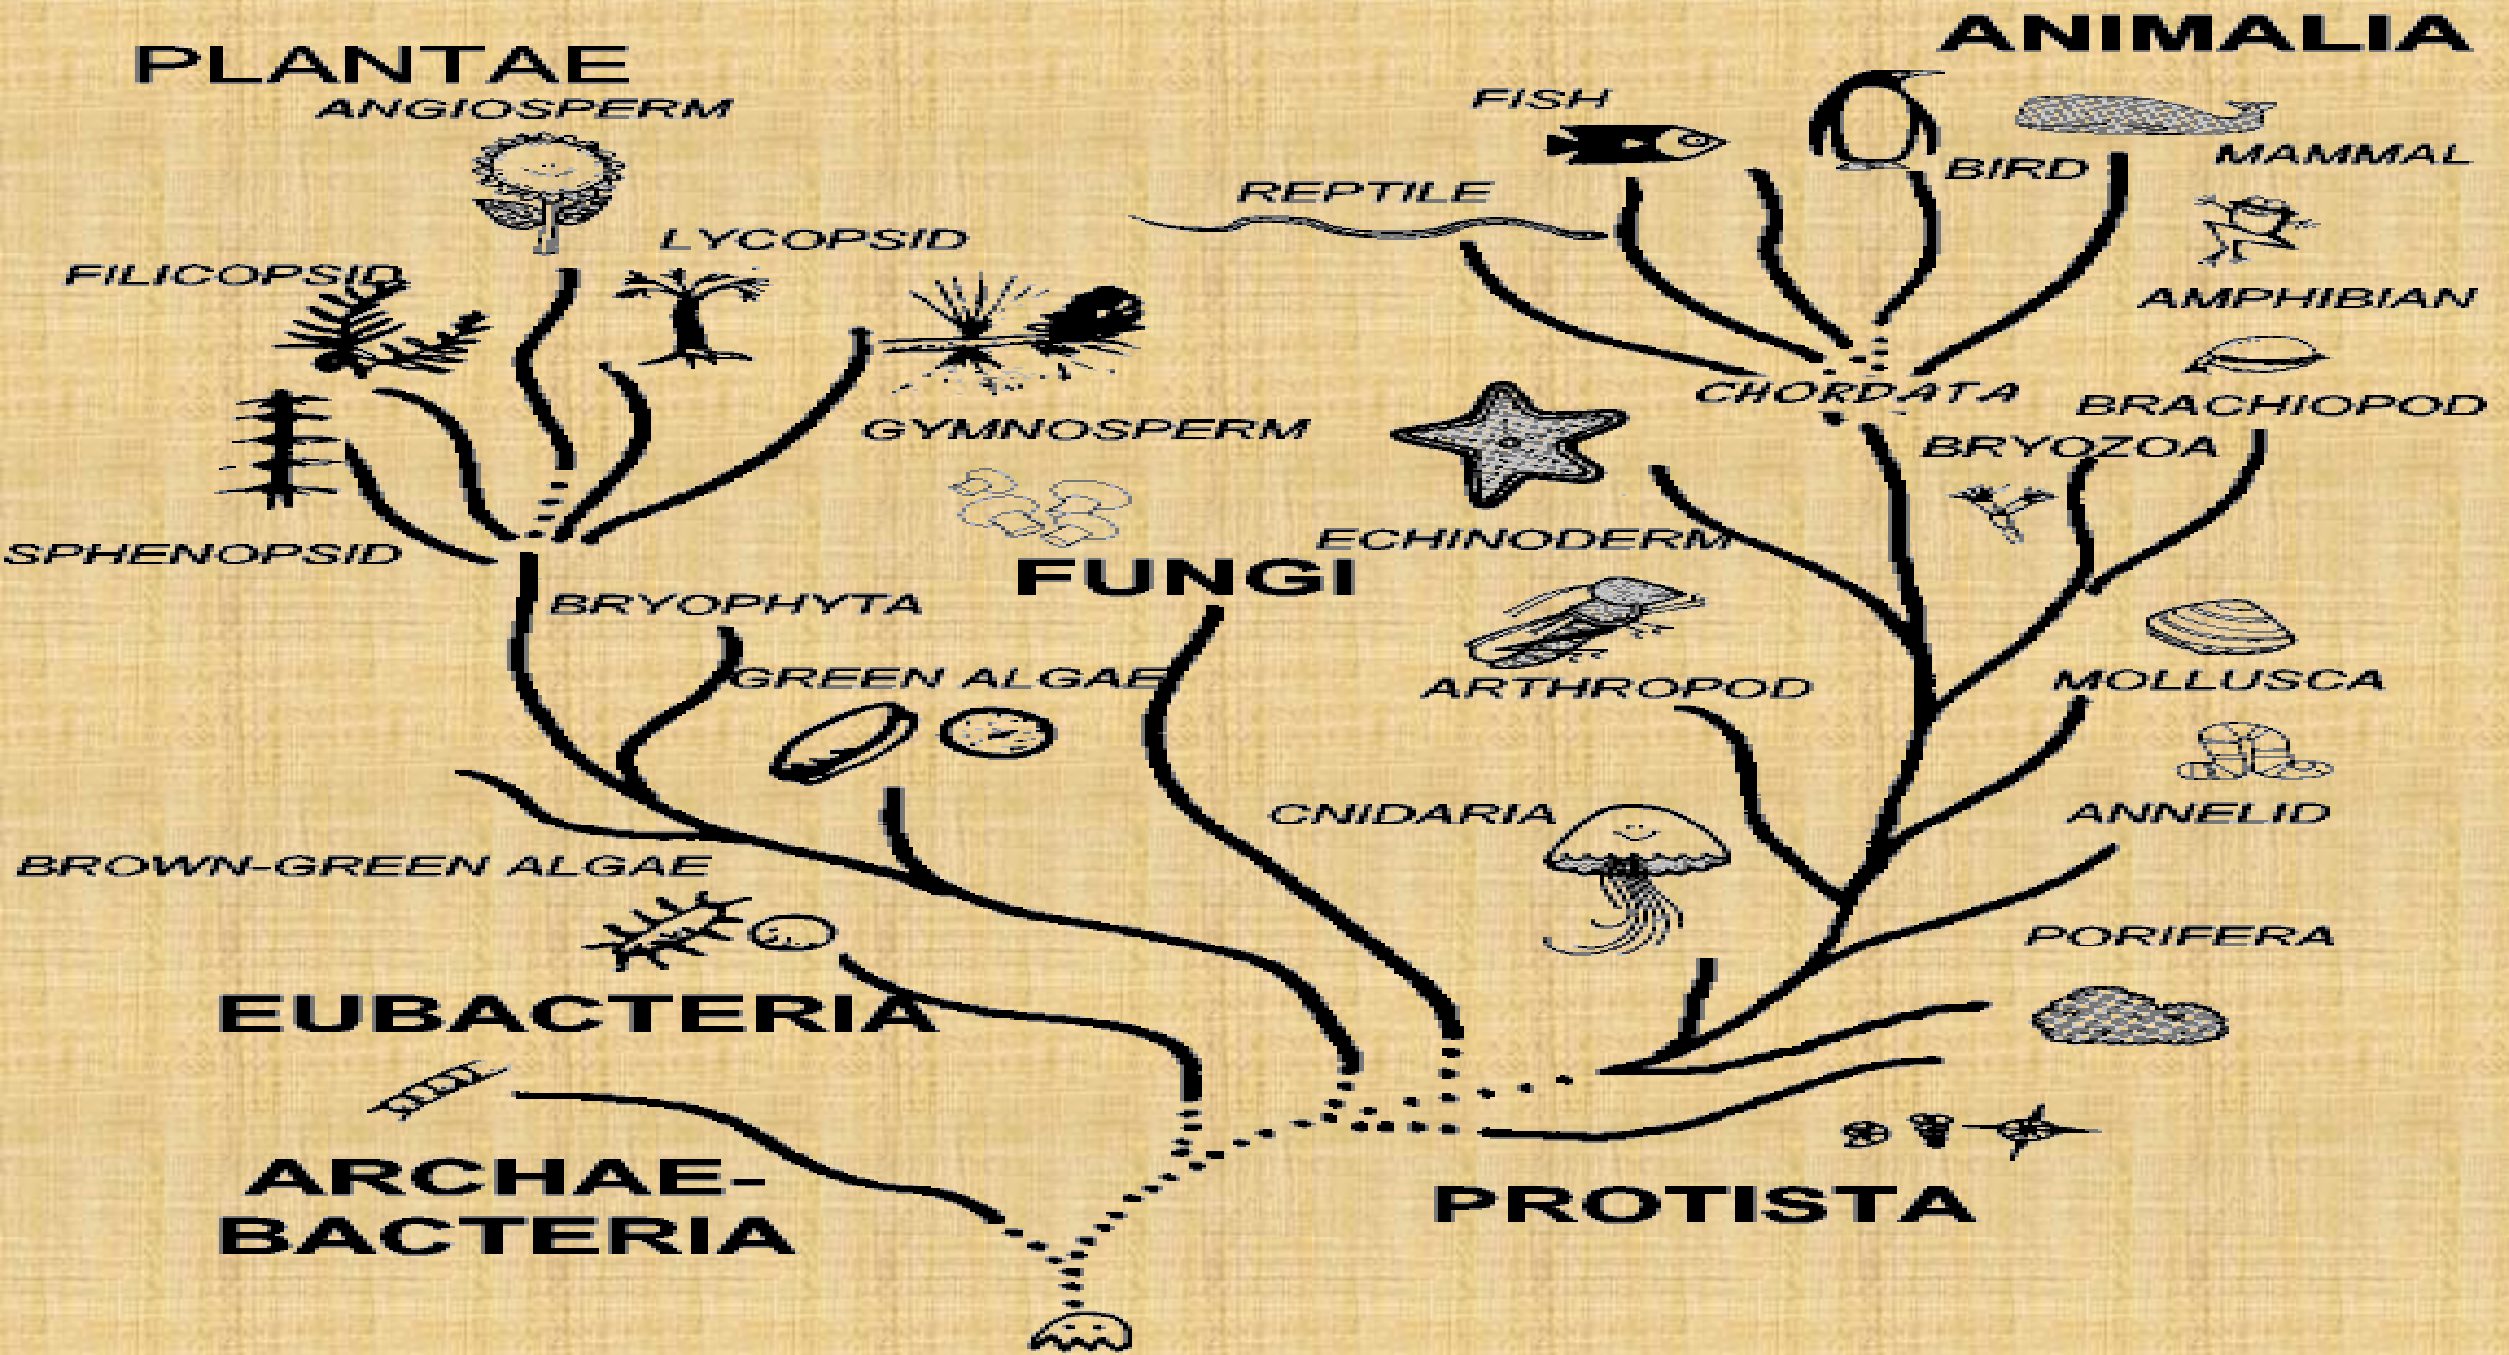 ANIMALIA
PLANTAE
ANGIOSPERM
FISH
BIRD
MAMMAL
REPTILE
LYCOPSID
FILICOPSID
AMPHIBIAN
CHORDATA
BRACHIOPOD
GYMNOSPERM
BRYOZOA
SPHENOPSID
ECHINODERM
FUNGI
BRYOPHYTA
GREEN ALGAE
ARTHROPOD
MOLLUSCA
CNIDARIA
ANNELID
BROWN-GREEN ALGAE
PORIFERA
EUBACTERIA
ARCHAE-
BACTERIA
PROTISTA